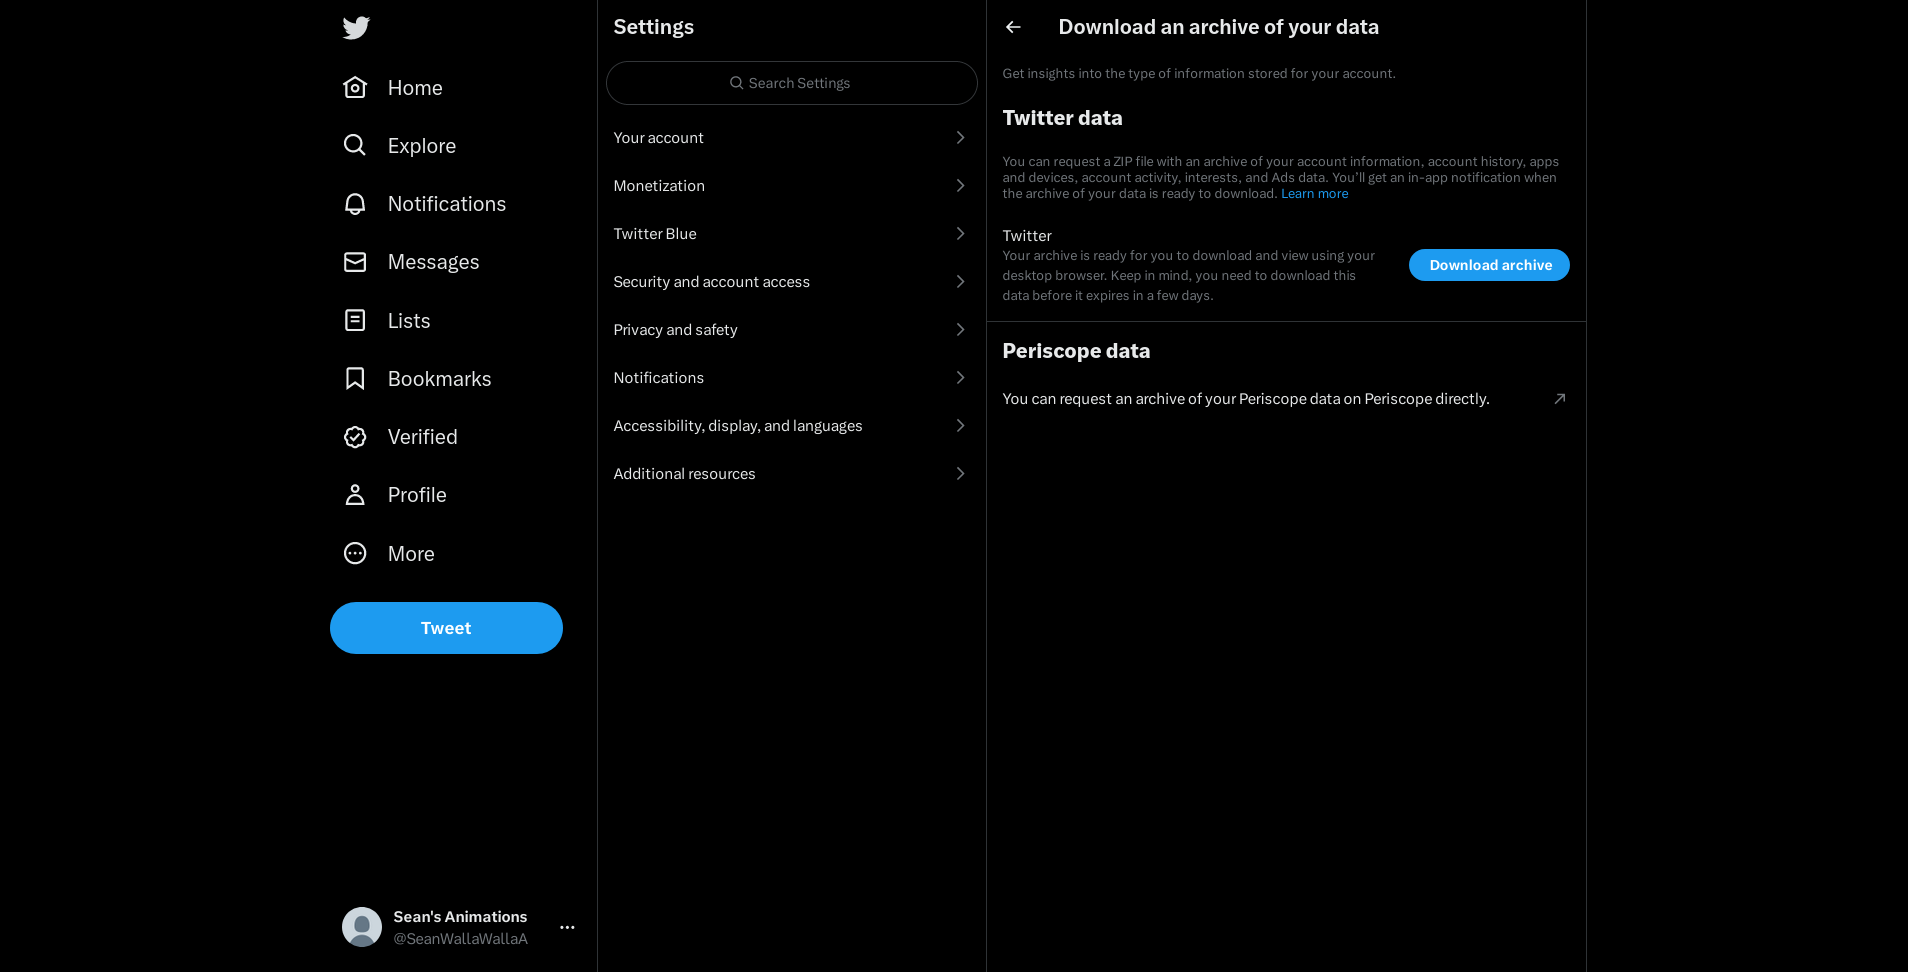 Home
Explore
Notifications
Messages
Lists
Bookmarks
Verified
Profile
More
Tweet
Sean's Animations
@SeanWallaWallaA
Settings
Search Settings
Your account
Monetization
Twitter Blue
Security and account access
Privacy and safety
Notifications
Accessibility, display, and languages
Additional resources
Download an archive of your data
Get insights into the type of information stored for your account.
Twitter data
You can request a ZIP file with an archive of your account information, account history, apps
and devices, account activity, interests, and Ads data. You’ll get an in-app notification when
the archive of your data is ready to download. Learn more
Twitter
Your archive is ready for you to download and view using your
desktop browser. Keep in mind, you need to download this
data before it expires in a few days.
Download archive
Periscope data
You can request an archive of your Periscope data on Periscope directly.